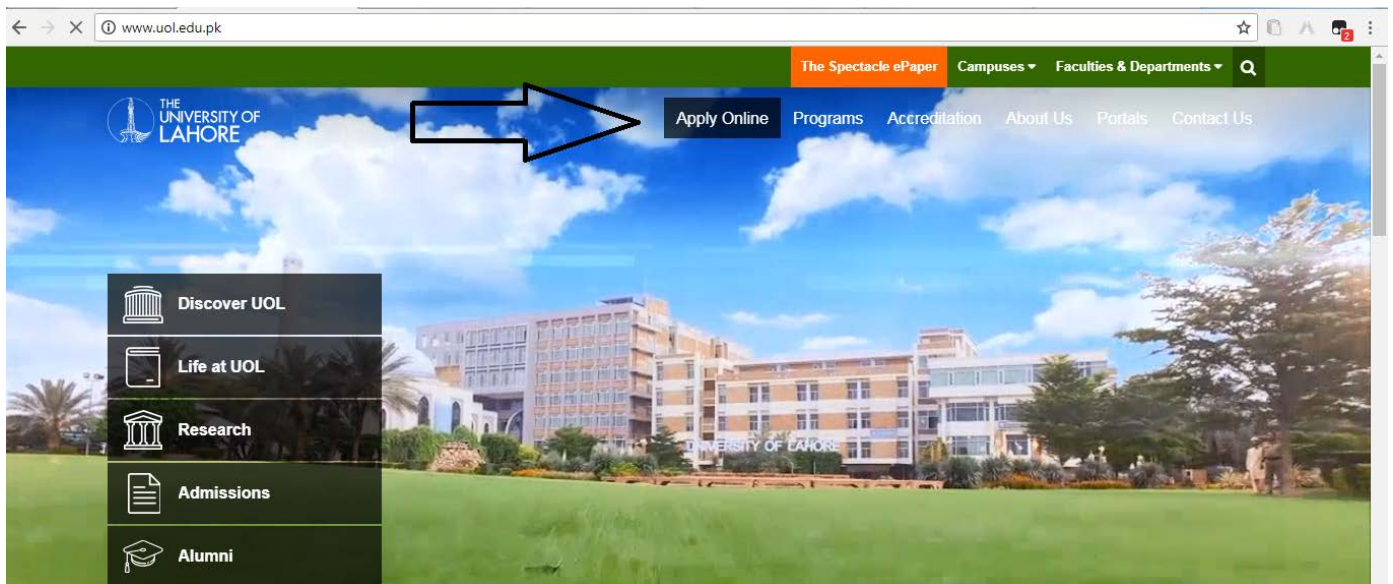 www.uol.edu.pk
2
The Spectacle ePaper Campuses Faculties & Departments
THE
UNIVERSITY OF
LAHORE
Apply Online Programs Accreditation About Us Portals Contact Us
Discover UOL
Life at UOL
Research
UNIVERSITY OF LAHORE
Admissions
Alumni